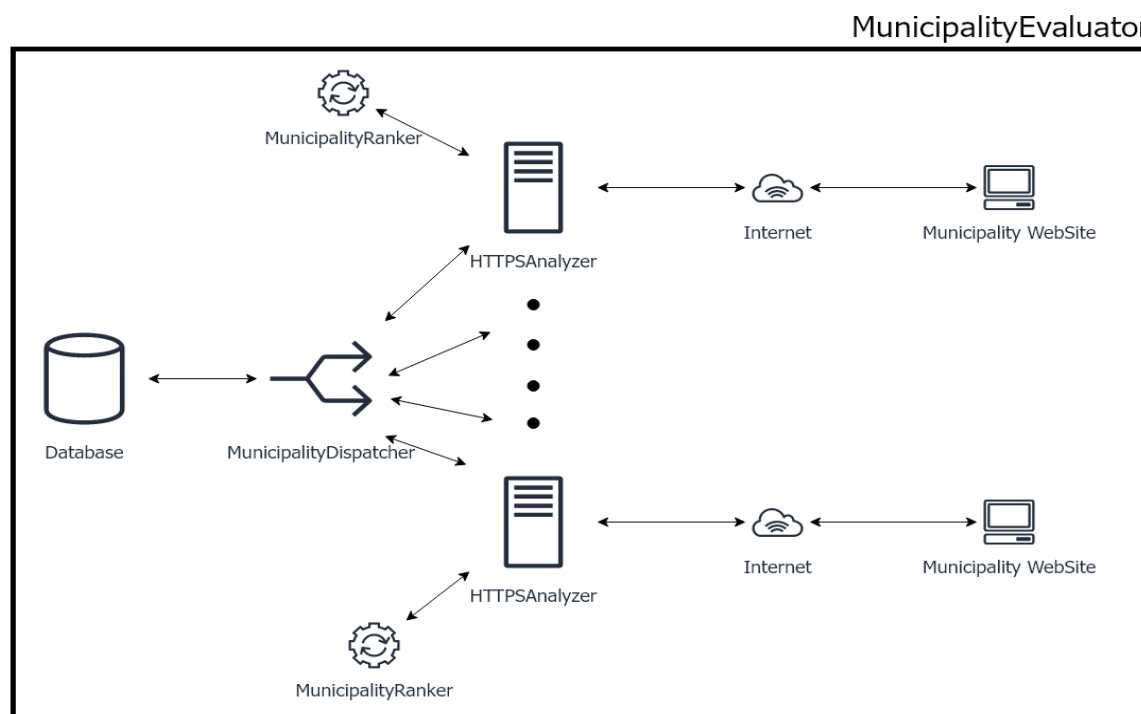 MunicipalityEvaluator
MunicipalityRanker
HTTPSAnalyzer
Internet
Municipality WebSite
Database
MunicipalityDispatcher
HTTPSAnalyzer
Internet
Municipality WebSite
MunicipalityRanker